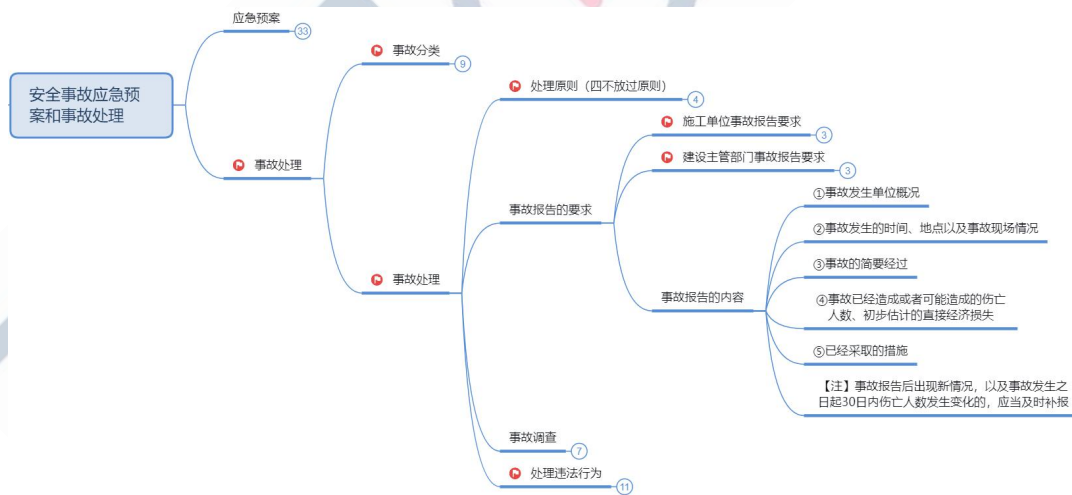 安全事故应急预
案和事故处理
应急预案
33
事故处理
事故分类
9
事故处理
处理原则（四不放过原则）
4
事故报告的要求
施工单位事故报告要求
3
建设主管部门事故报告要求
3
事故报告的内容
①事故发生单位概况
②事故发生的时间、地点以及事故现场情况
③事故的简要经过
④事故已经造成或者可能造成的伤亡
人数、初步估计的直接经济损失
⑤已经采取的措施
【注】事故报告后出现新情况，以及事故发生之
日起30日内伤亡人数发生变化的，应当及时补报
事故调查
7
处理违法行为
11